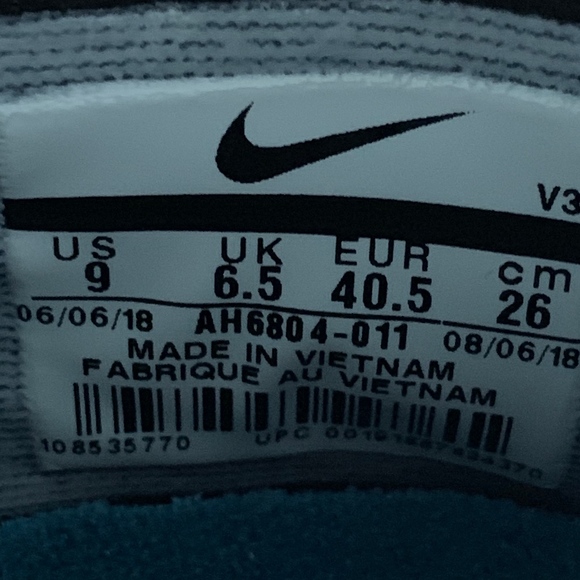 V3
US UK EUR cm
9 6.5 40.5 26
06/06/18 AH6804-011 08/06/18
MADE IN VIETNAM
FABRIQUE AU VIETNAM
108535770 UPC